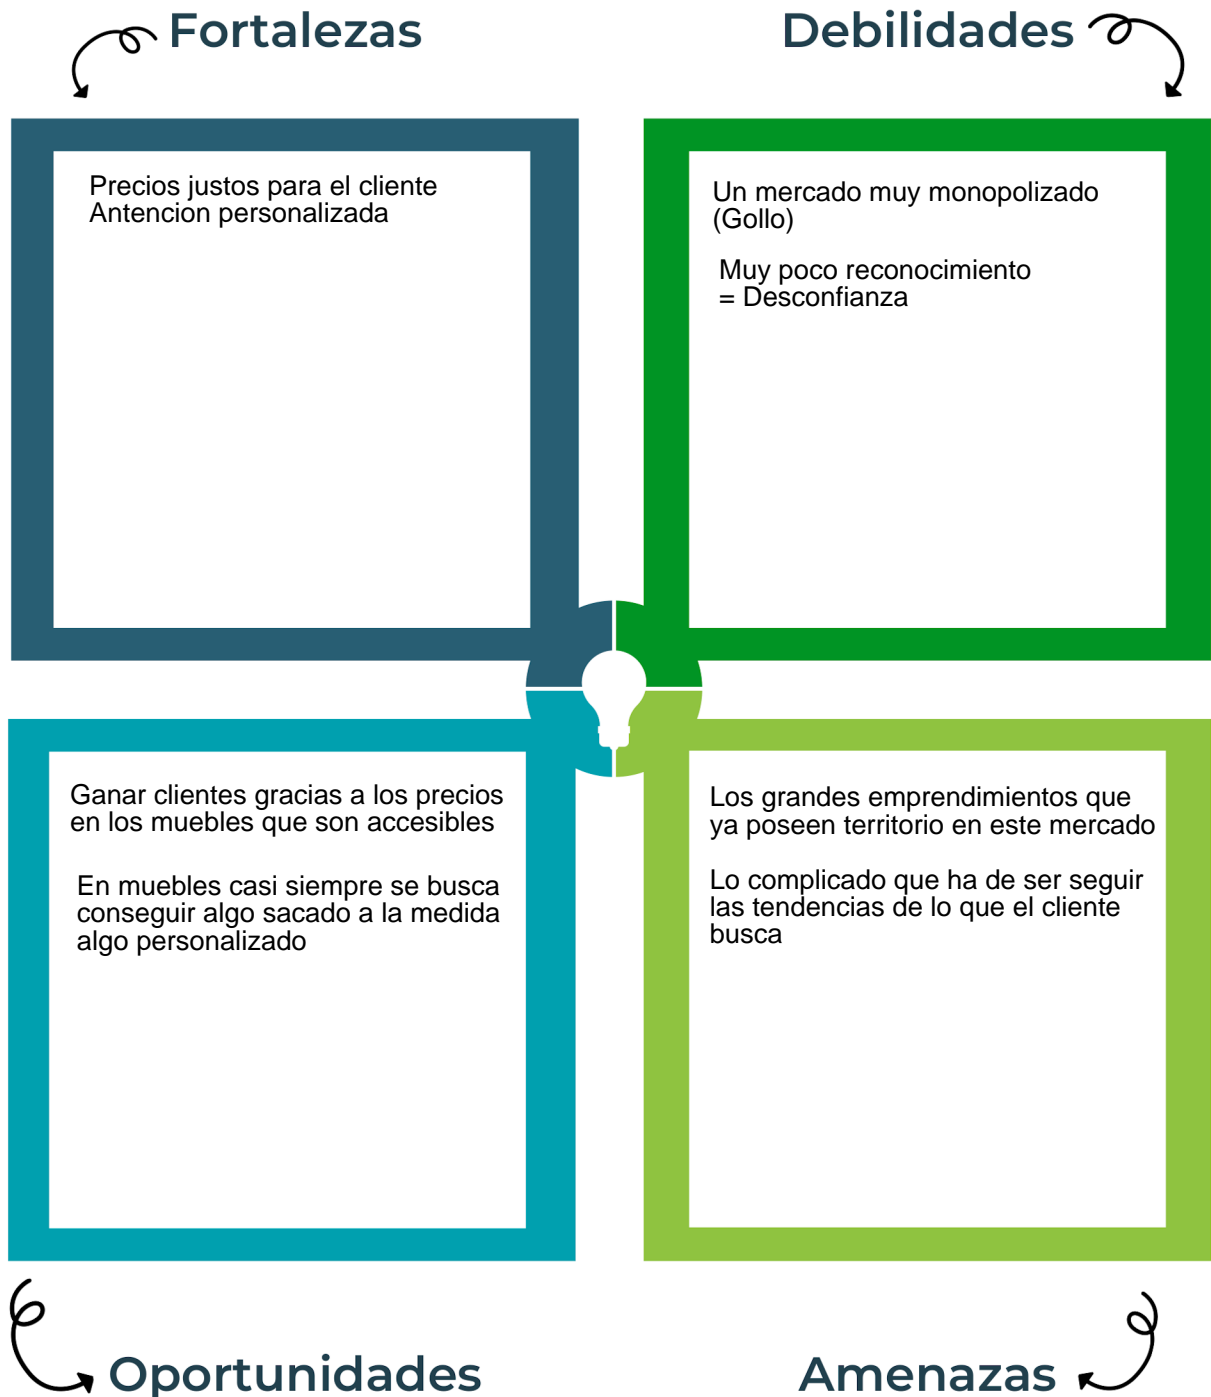 Fortalezas
Precios justos para el cliente
Antencion personalizada
Debilidades
Un mercado muy monopolizado
(Gollo)
Muy poco reconocimiento
= Desconfianza
Ganar clientes gracias a los precios
en los muebles que son accesibles
En muebles casi siempre se busca
conseguir algo sacado a la medida
algo personalizado
Oportunidades
Los grandes emprendimientos que
ya poseen territorio en este mercado
Lo complicado que ha de ser seguir
las tendencias de lo que el cliente
busca
Amenazas